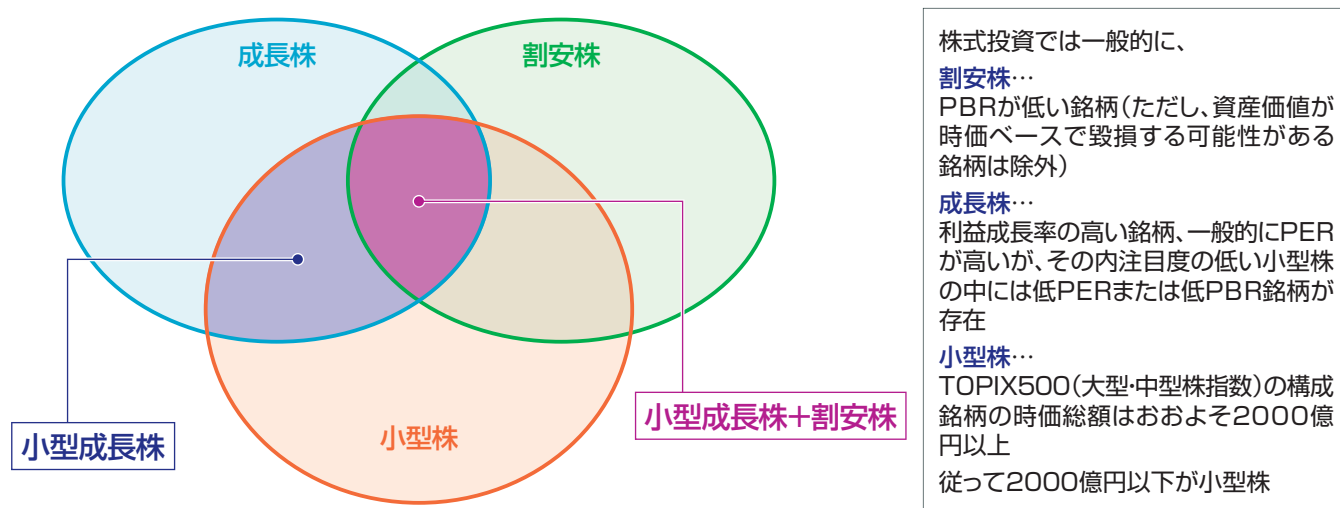 成長株
割安株
小型株
小型成長株
小型成長株+割安株
株式投資では一般的に、
割安株…
PBRが低い銘柄(ただし、資産価値が
時価ベースで毀損する可能性がある
銘柄は除外)
成長株…
利益成長率の高い銘柄、一般的にPER
が高いが、その内注目度の低い小型株
の中には低PERまたは低PBR銘柄が
存在
小型株…
TOPIX500(大型・中型株指数)の構成
銘柄の時価総額はおおよそ2000億
円以上
従って2000億円以下が小型株